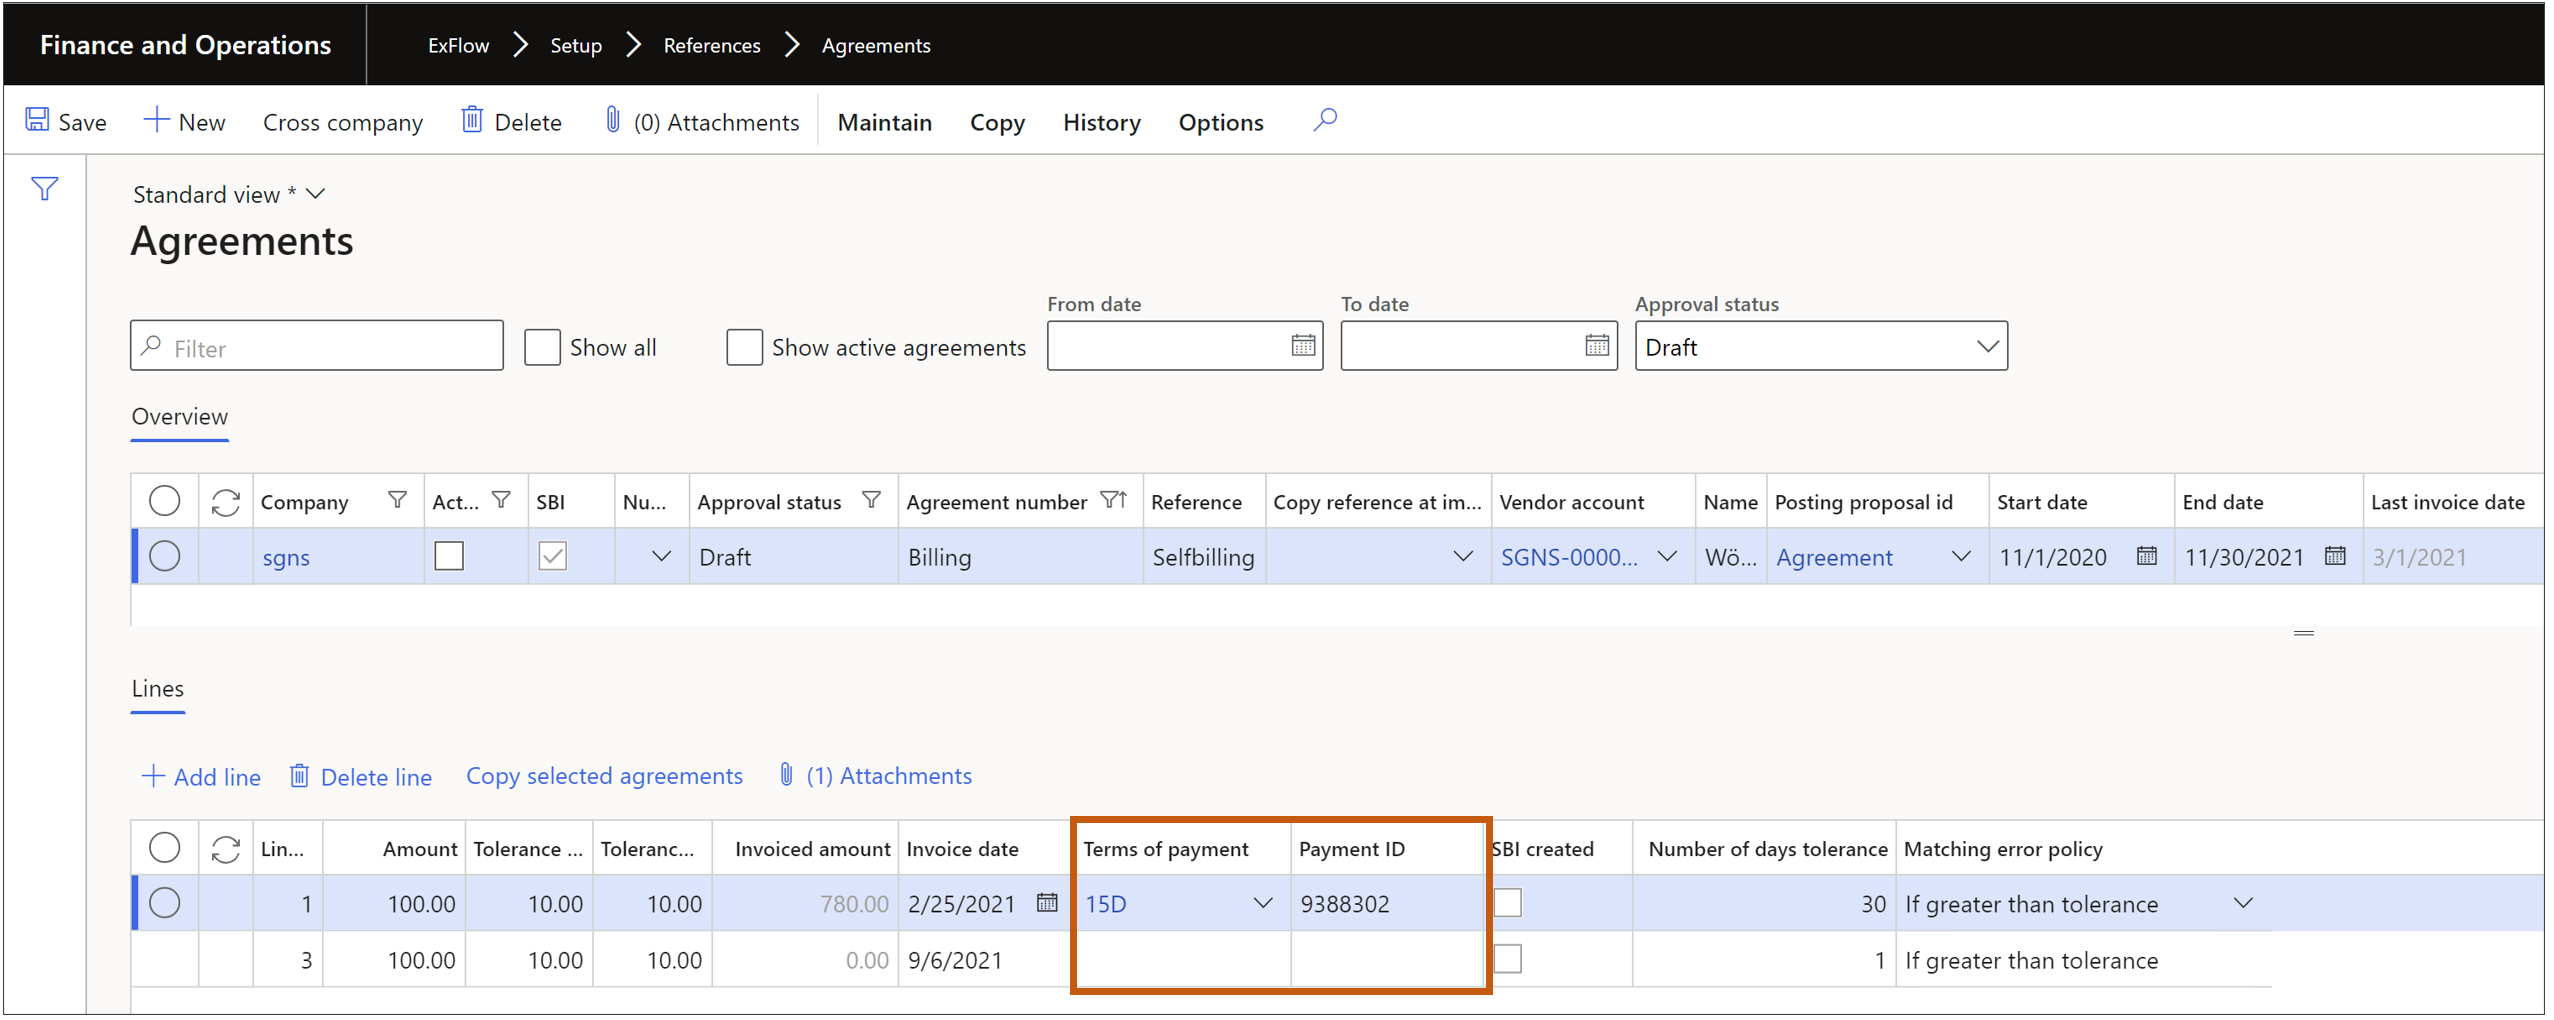 Finance and Operations ExFlow Setup References Agreements
Save New Cross company Delete (0) Attachments Maintain Copy History Options
Standard view *
Agreements
From date To date Approval status
Filter Show all Show active agreements Draft
Overview
Company Act... SBI Nu... Approval status Agreement number Reference Copy reference at im... Vendor account Name Posting proposal id Start date End date Last invoice date
sgns Draft Billing Selfbilling SGNS-0000... Wö... Agreement 11/1/2020 11/30/2021 3/1/2021
Lines
Add line Delete line Copy selected agreements (1) Attachments
Lin... Amount Tolerance ... Toleranc... Invoiced amount Invoice date Terms of payment Payment ID SBI created Number of days tolerance Matching error policy
1 100.00 10.00 10.00 780.00 2/25/2021 15D 9388302 30 If greater than tolerance
3 100.00 10.00 10.00 0.00 9/6/2021 1 If greater than tolerance